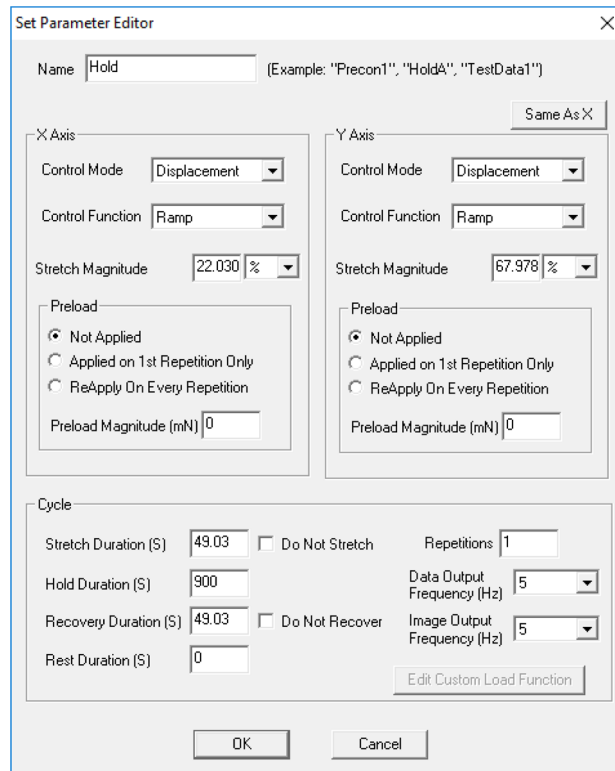 Set Parameter Editor
Name Hold (Example: "Precon1", "HoldA", "TestData1")
Same As X
X Axis
Control Mode Displacement
Control Function Ramp
Stretch Magnitude 22.030 %
Preload
Not Applied
Applied on 1st Repetition Only
ReApply On Every Repetition
Preload Magnitude (mN) 0
Y Axis
Control Mode Displacement
Control Function Ramp
Stretch Magnitude 67.978 %
Preload
Not Applied
Applied on 1st Repetition Only
ReApply On Every Repetition
Preload Magnitude (mN) 0
Cycle
Stretch Duration (S) 49.03 Do Not Stretch
Hold Duration (S) 900
Recovery Duration (S) 49.03 Do Not Recover
Rest Duration (S) 0
Repetitions 1
Data Output
Frequency (Hz) 5
Image Output
Frequency (Hz) 5
Edit Custom Load Function
OK Cancel